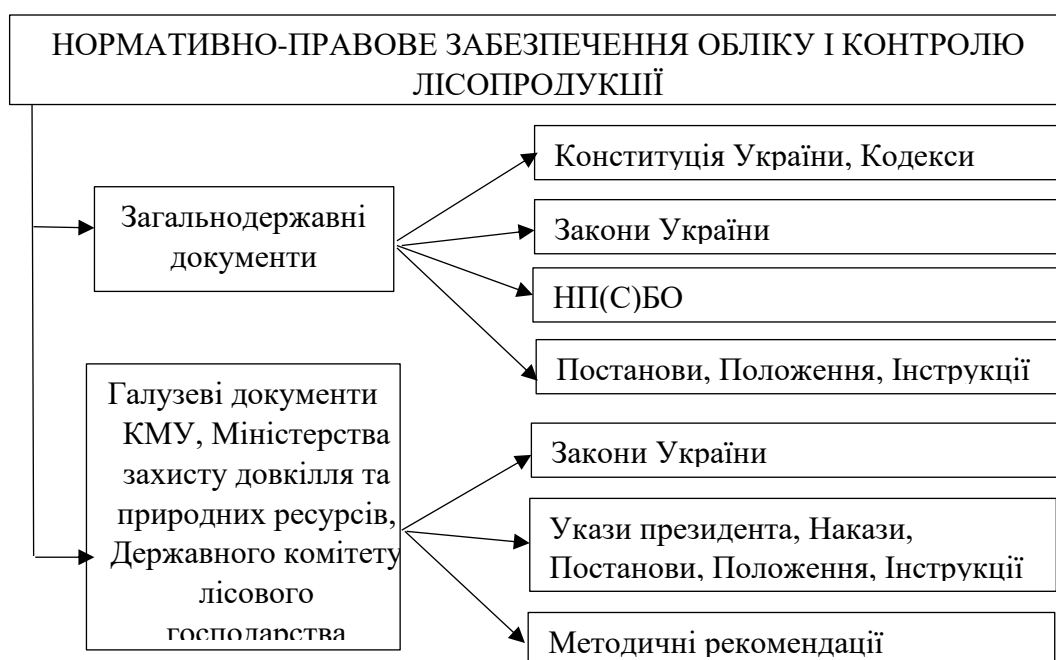 НОРМАТИВНО-ПРАВОВЕ ЗАБЕЗПЕЧЕННЯ ОБЛІКУ І КОНТРОЛЮ
ЛІСОПРОДУКЦІЇ
Загальнодержавні
документи
Конституція України, Кодекси
Закони України
НП(С)БО
Постанови, Положення, Інструкції
Галузеві документи
КМУ, Міністерства
захисту довкілля та
природних ресурсів,
Державного комітету
лісового
господарства
Закони України
Укази президента, Накази,
Постанови, Положення, Інструкції
Методичні рекомендації